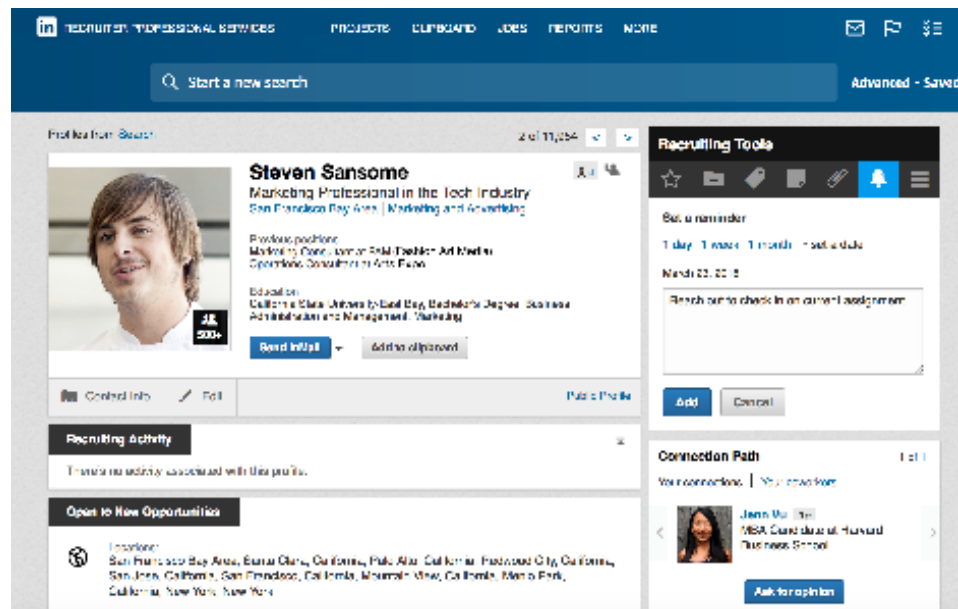 in RECRUITER PROFESSIONAL SERVICES PROJECTS CLIPBOARD JOBS REPORTS MORE
Start a new search Advanced - Saved
Profiles from Search 2 of 11,954
Steven Sansome
Marketing Professional in the Tech Industry
San Francisco Bay Area | Marketing and Advertising
Previous positions
Marketing Consultant at FAM (Fashion Art Media)
Operations Consultant at Arts Expo
Education
California State University-East Bay, Bachelor's Degree, Business
Administration and Management, Marketing
500+
Send InMail Add to clipboard
Contact Info Edit Public Profile
Recruiting Activity
There's no activity associated with this profile.
Open to New Opportunities
Locations:
San Francisco Bay Area, Santa Clara, California, Palo Alto, California, Redwood City, California,
San Jose, California, San Francisco, California, Mountain View, California, Menlo Park,
California, New York, New York
Recruiting Tools
Set a reminder
1 day 1 week 1 month set a date
March 23,
Reach out to check in on current assignment
Add Cancel
Connection Path 1 of 1
Your connections | Your coworkers
Jenn Vu 1st
MBA Candidate at Harvard
Business School
Ask for opinion